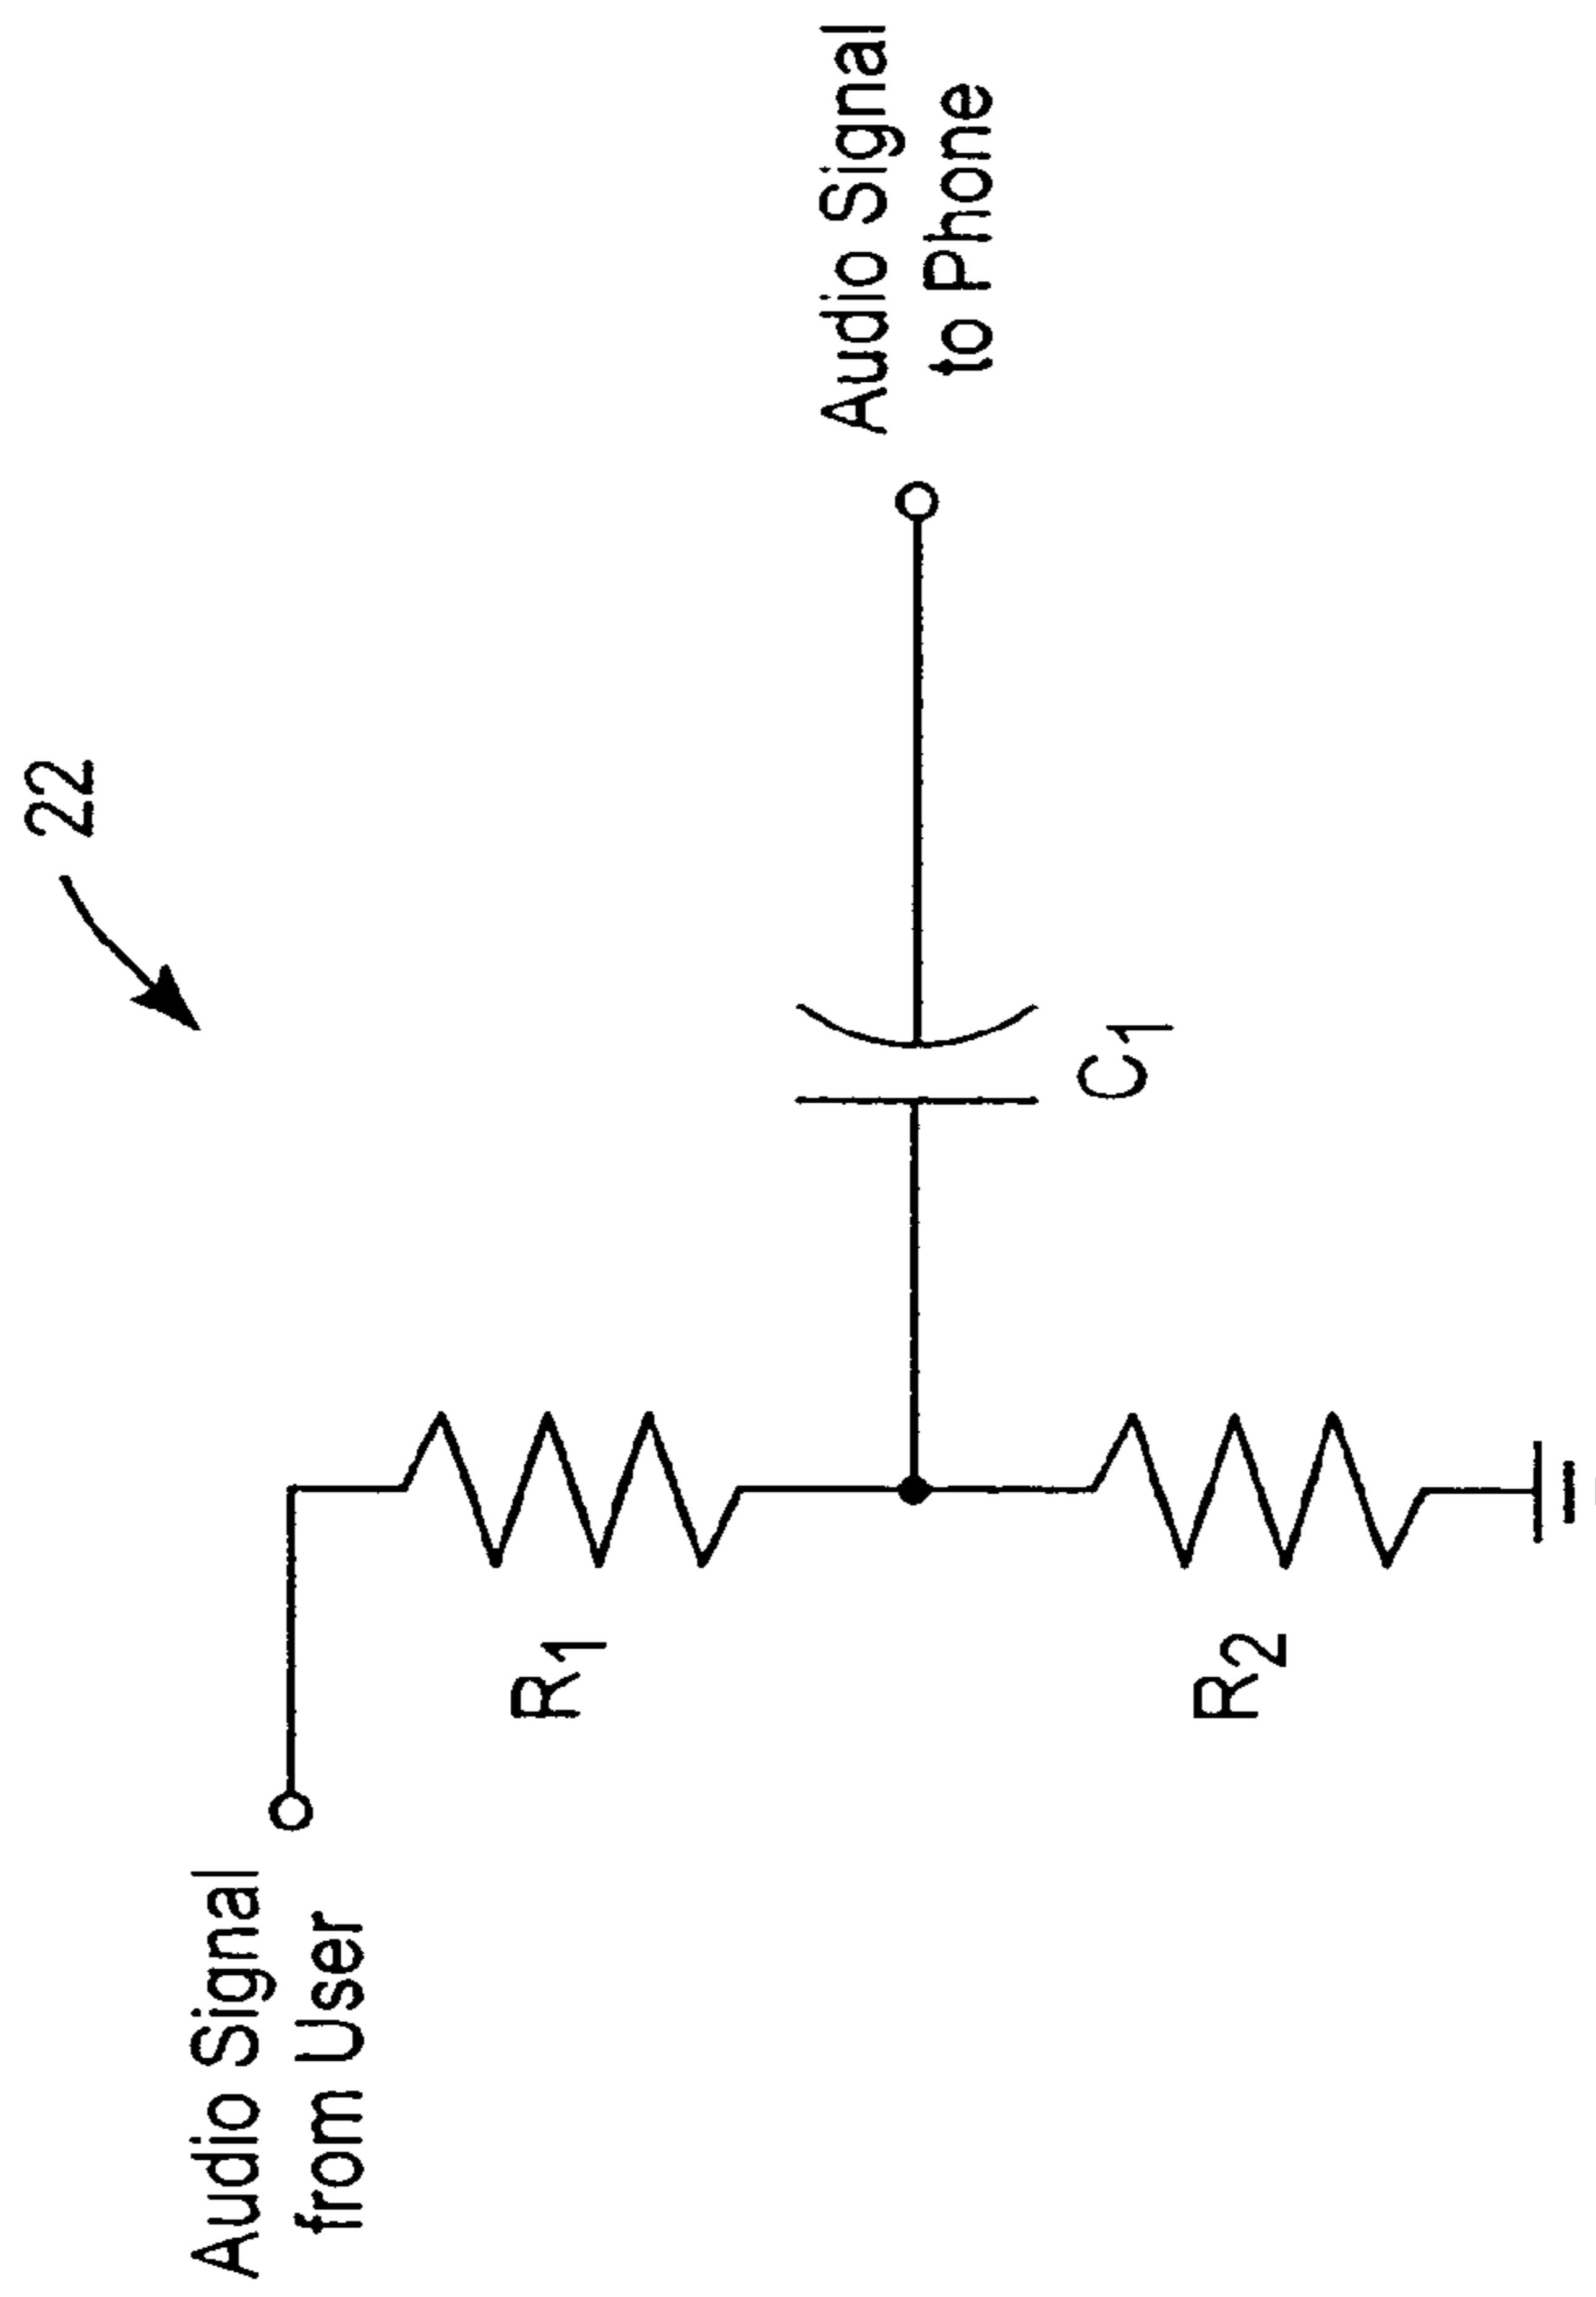 22
Audio Signal
from User
R1
Audio Signal
to Phone
C1
R2